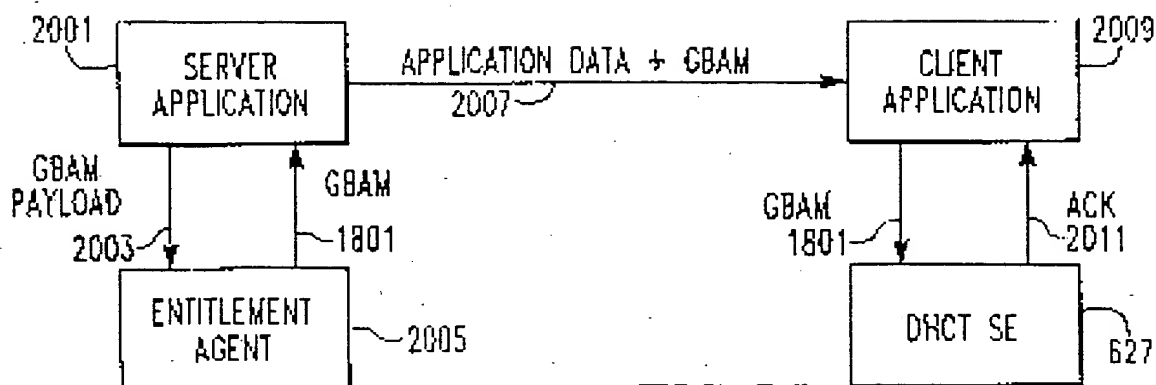 2001
SERVER
APPLICATION
APPLICATION DATA + GBAM
2007
2009
CLIENT
APPLICATION
GBAM
PAYLOAD
2003
GBAM
1801
GBAM
1801
ACK
2011
ENTITLEMENT
AGENT
2005
DHCT SE
627